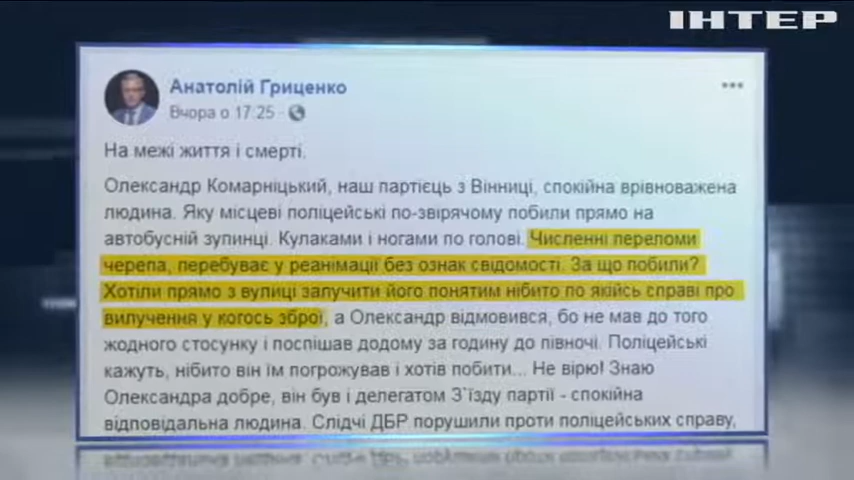 ІНТЕР
Анатолій Гриценко
Вчора о 17:25 ·
На межі життя і смерті.
Олександр Комарніцький, наш партієць з Вінниці, спокійна врівноважена
людина. Яку місцеві поліцейські по-звірячому побили прямо на
автобусній зупинці. Кулаками і ногами по голові. Численні переломи
черепа, перебуває у реанімації без ознак свідомості. За що побили?
Хотіли прямо з вулиці залучити його понятим нібито по якійсь справі про
вилучення у когось зброї, а Олександр відмовився, бо не мав до того
жодного стосунку і поспішав додому за годину до півночі. Поліцейські
кажуть, нібито він їм погрожував і хотів побити... Не вірю! Знаю
Олександра добре, він був і делегатом З`їзду партії - спокійна
відповідальна людина. Слідчі ДБР порушили проти поліцейських справу,